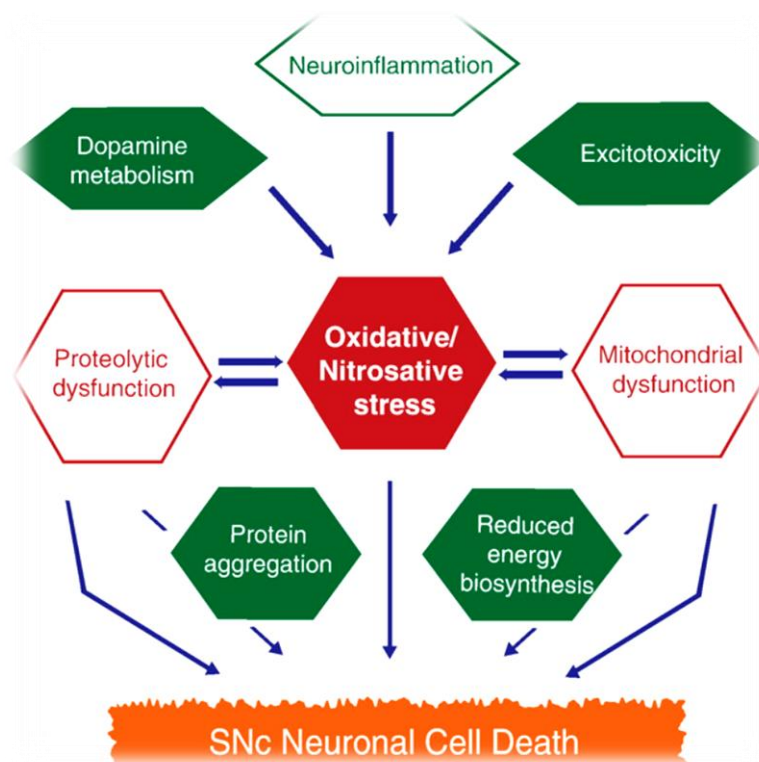 Neuroinflammation
Dopamine
metabolism
Excitotoxicity
Proteolytic
dysfunction
Oxidative/
Nitrosative
stress
Mitochondrial
dysfunction
Protein
aggregation
Reduced
energy
biosynthesis
SNc Neuronal Cell Death